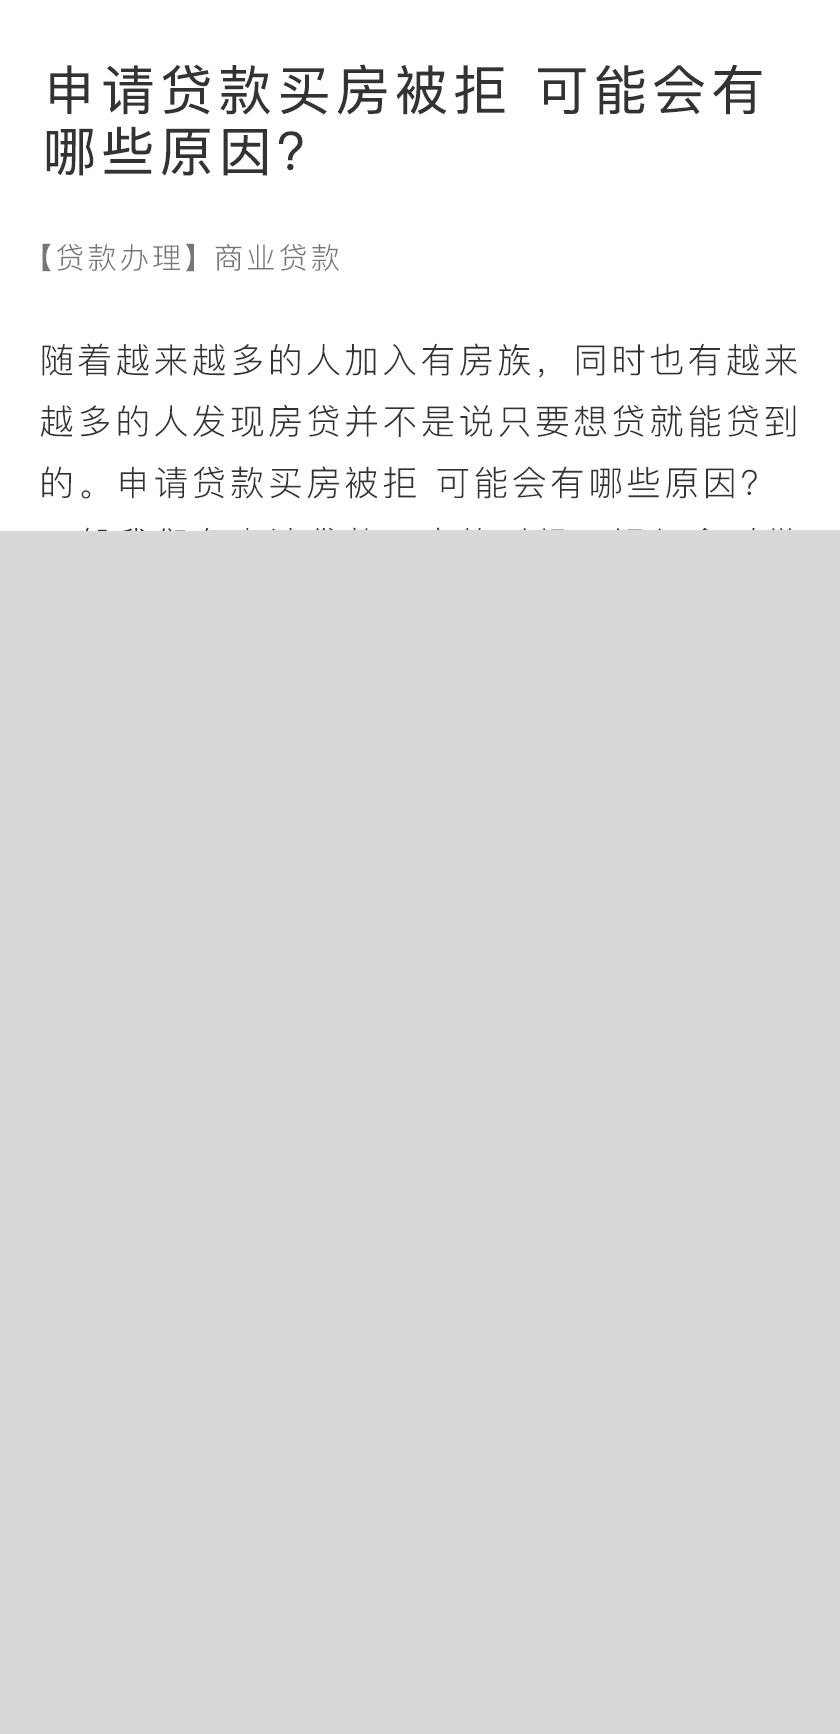 申请贷款买房被拒 可能会有
哪些原因?
【贷款办理】商业贷款
随着越来越多的人加入有房族，同时也有越来
越多的人发现房贷并不是说只要想贷就能贷到
的。申请贷款买房被拒 可能会有哪些原因?